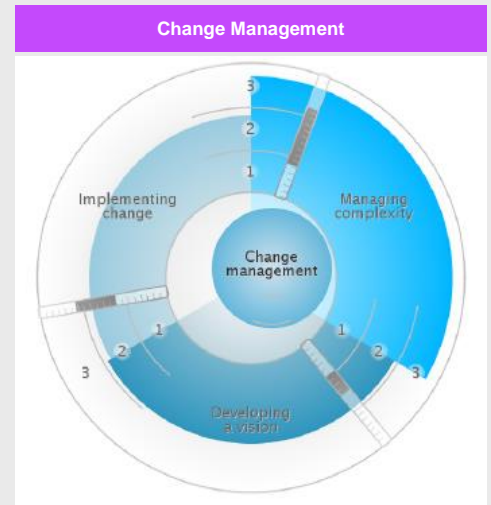 Change Management
3
2
1
Implementing
change
Managing
complexity
Change
management
1
2
3
1
2
3
Developing
a vision